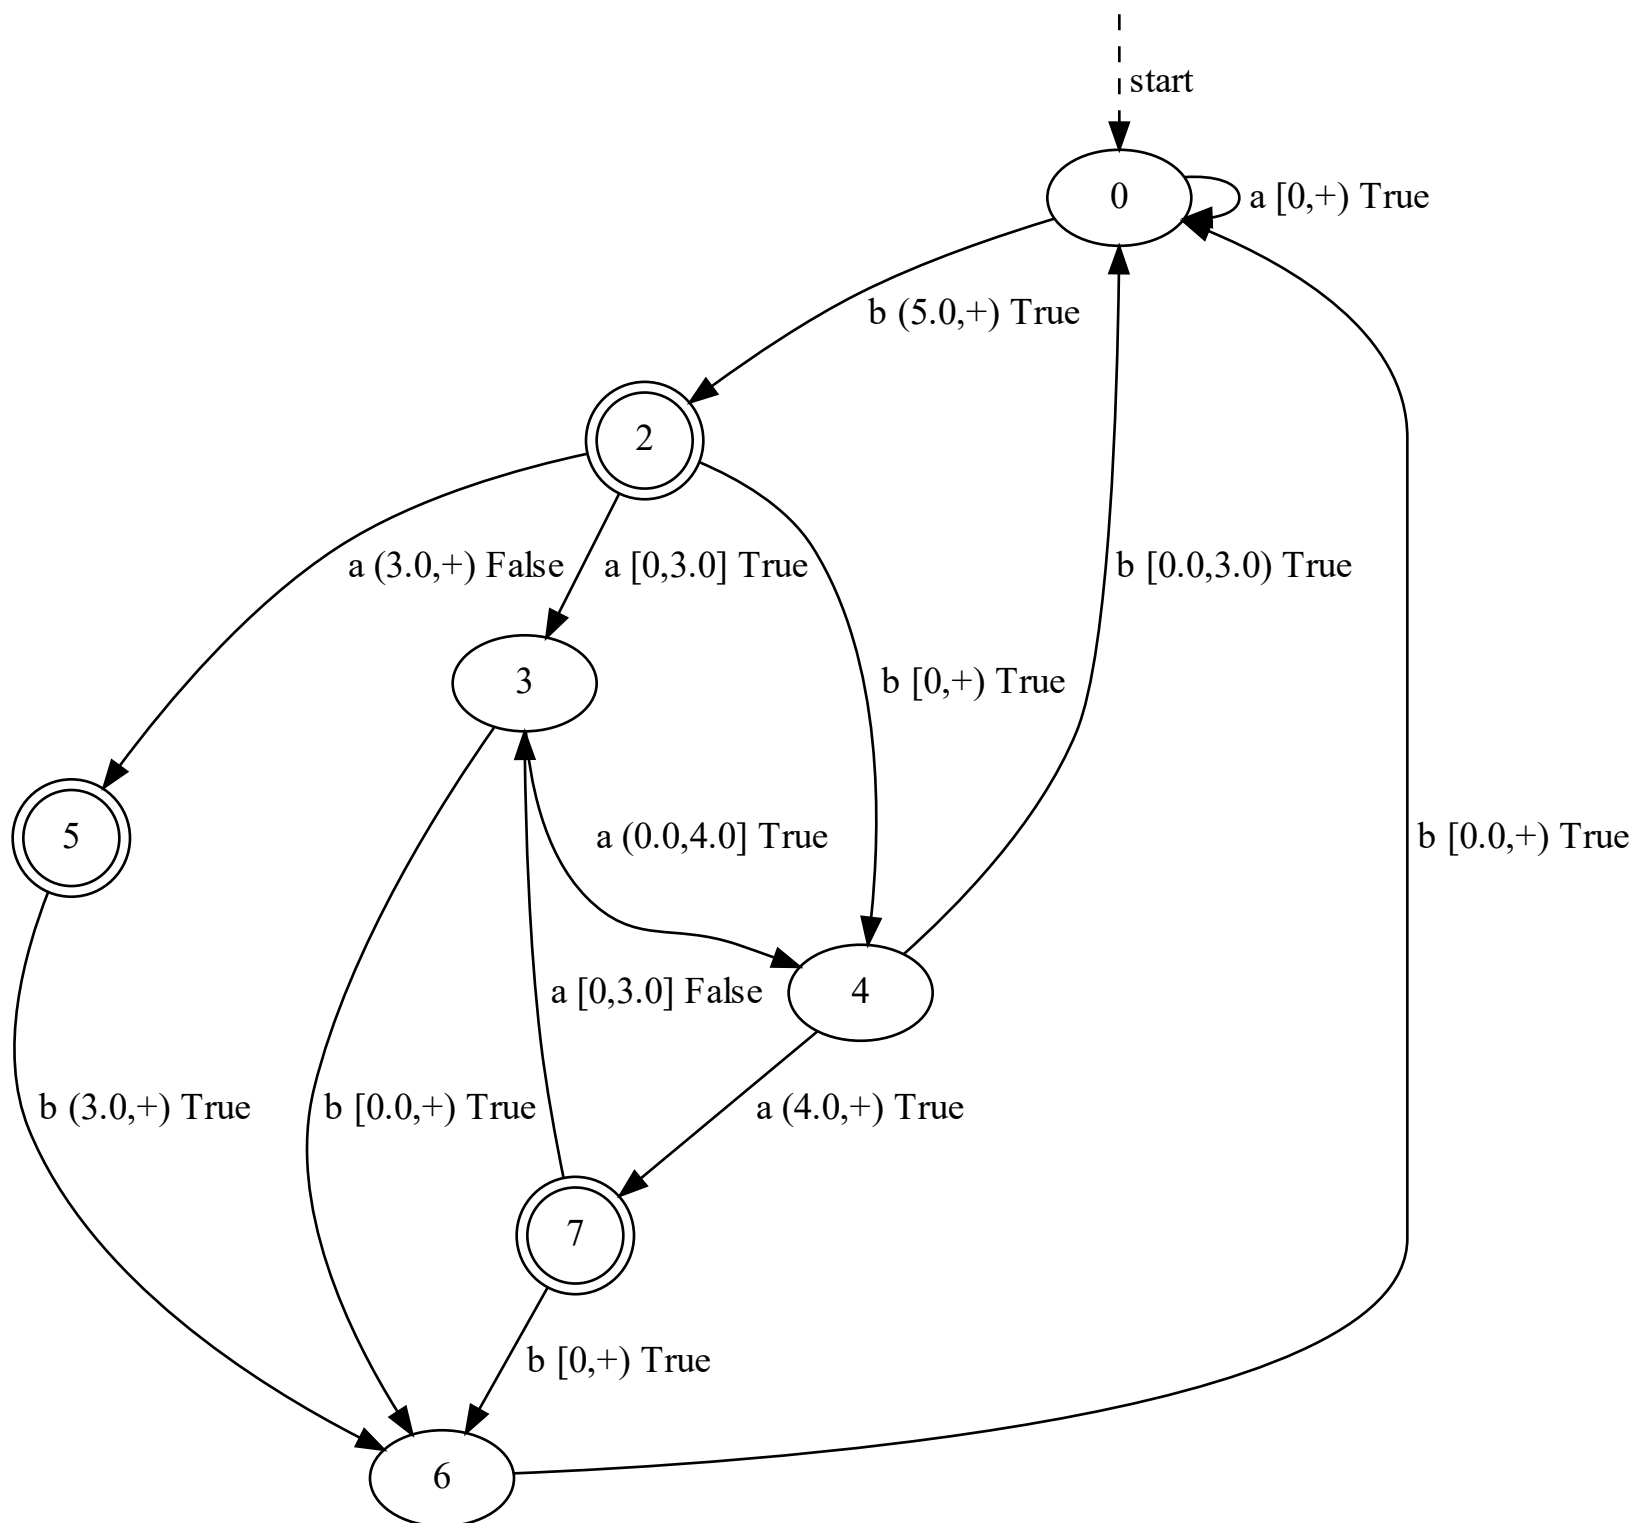 start
0
a [0,+) True
b (5.0,+) True
2
a (3.0,+) False
a [0,3.0] True
b [0.0,3.0) True
3
b [0,+) True
5
a (0.0,4.0] True
b [0.0,+) True
a [0,3.0] False
4
b (3.0,+) True
b [0.0,+) True
a (4.0,+) True
7
b [0,+) True
6